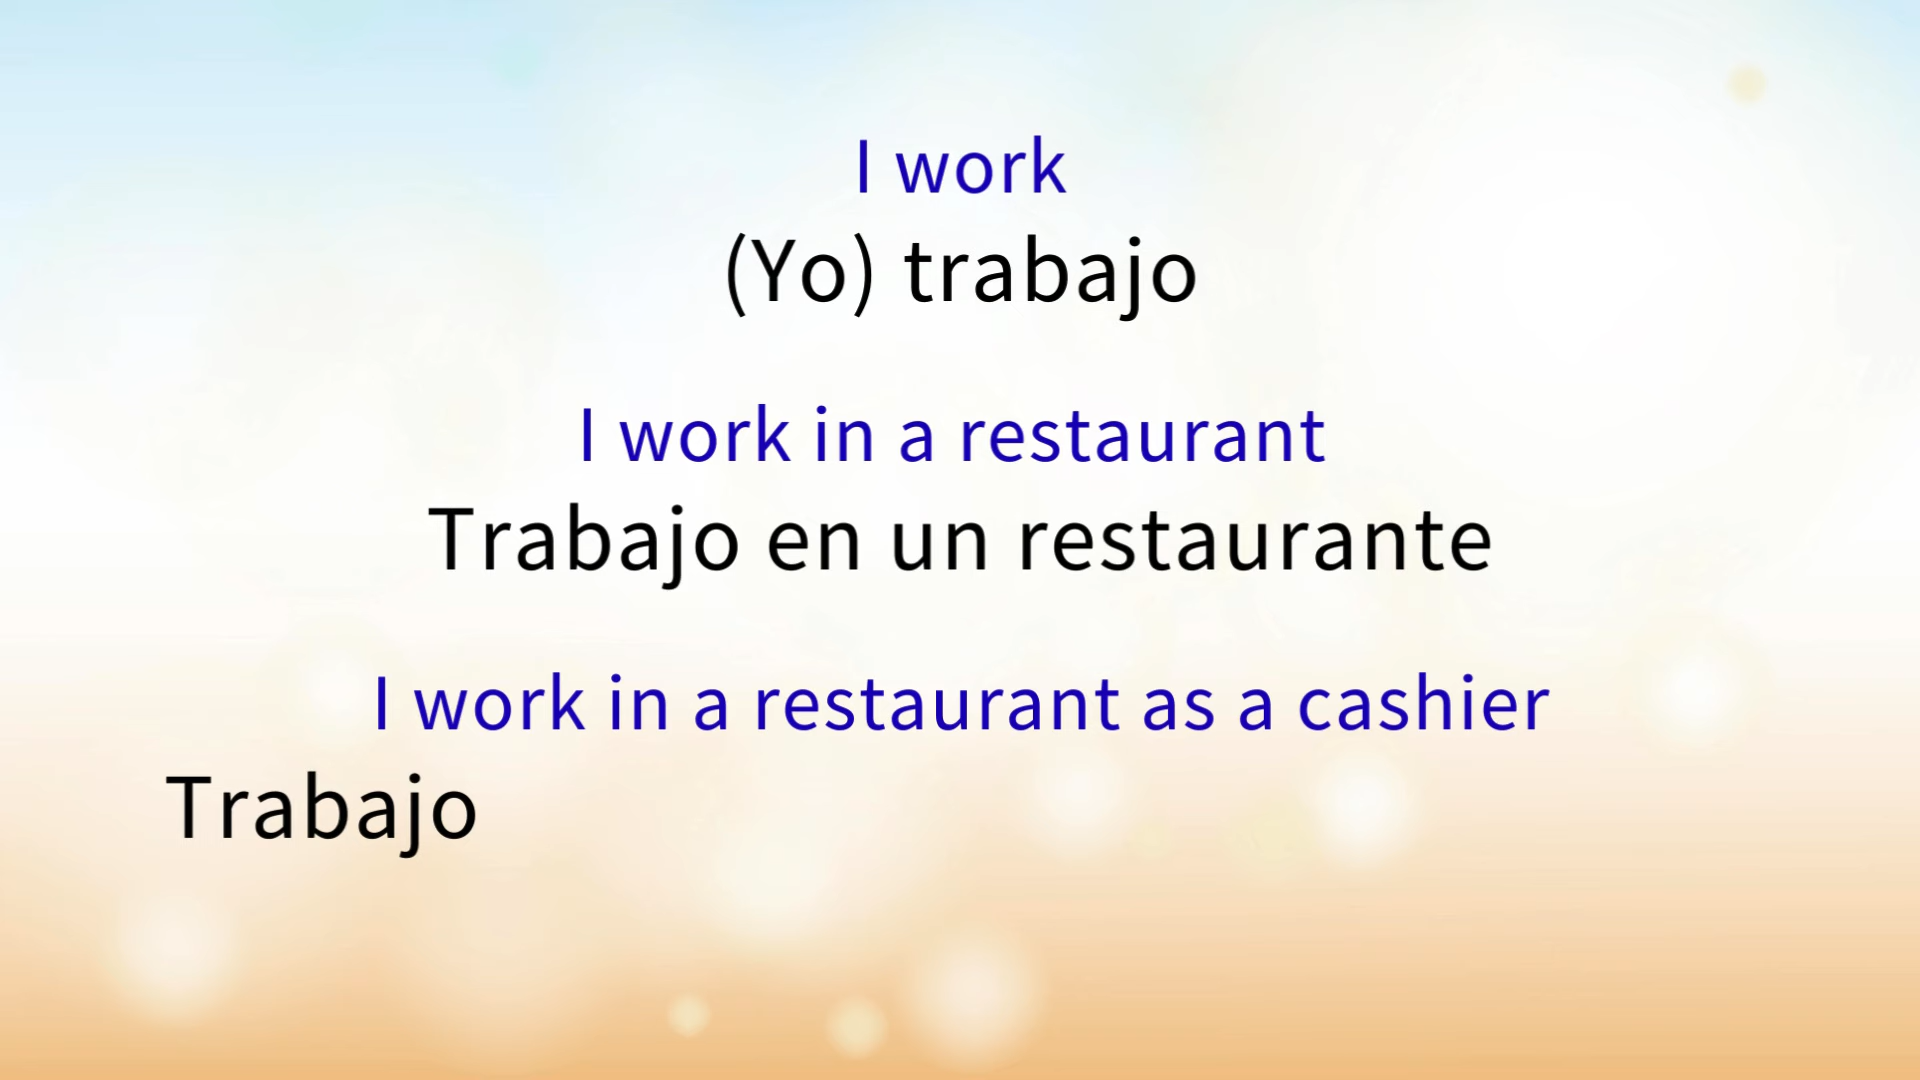 I work
(Yo) trabajo
I work in a restaurant
Trabajo en un restaurante
I work in a restaurant as a cashier
Trabajo